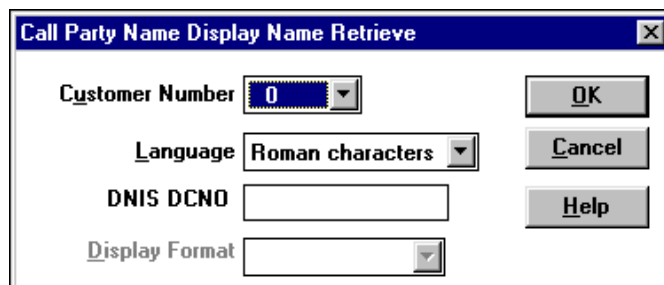 Call Party Name Display Name Retrieve
Customer Number 0 OK
Language Roman characters Cancel
DNIS DCNO Help
Display Format